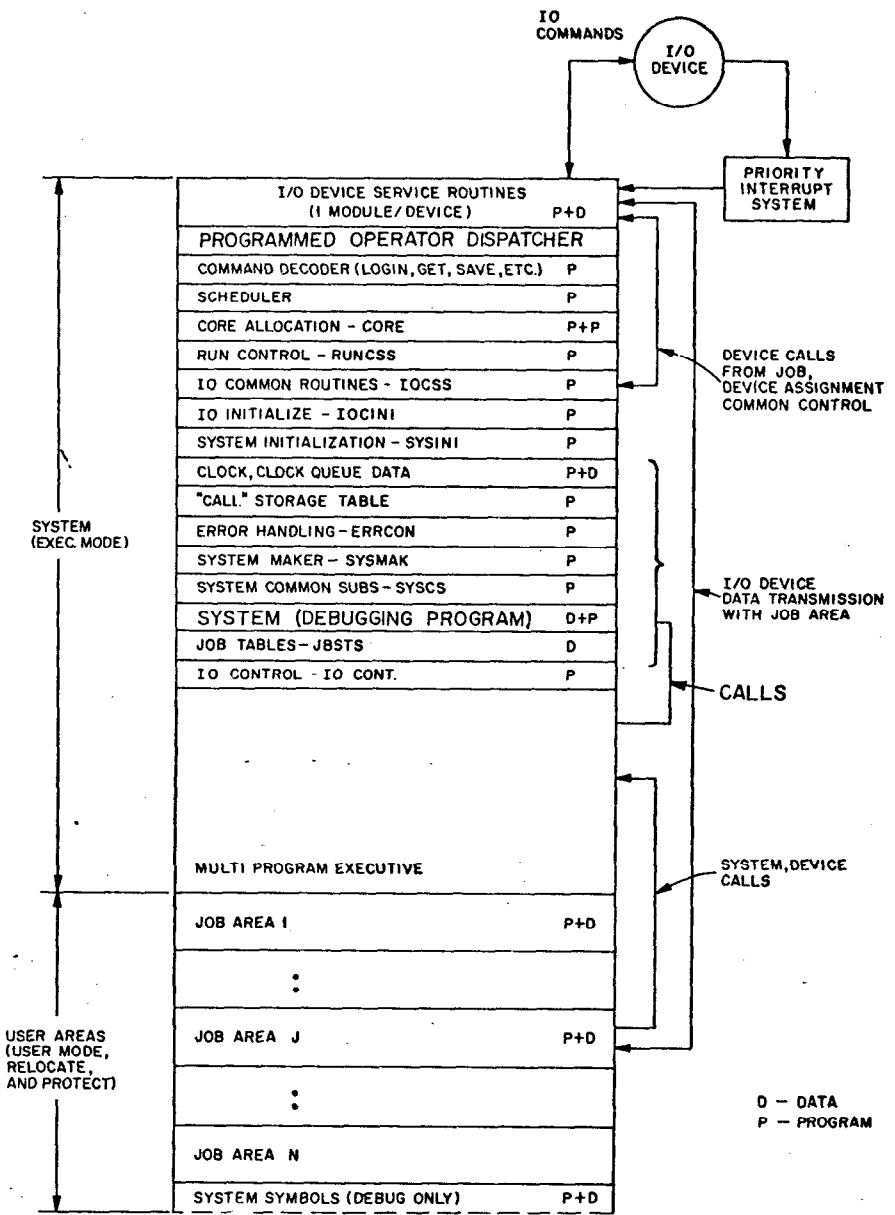 IO
COMMANDS
I/O
DEVICE
PRIORITY
INTERRUPT
SYSTEM
I/O DEVICE SERVICE ROUTINES
(1 MODULE/DEVICE) P+D
PROGRAMMED OPERATOR DISPATCHER
COMMAND DECODER (LOGIN, GET, SAVE, ETC.) P
SCHEDULER P
CORE ALLOCATION - CORE P+P
RUN CONTROL - RUNCSS P
IO COMMON ROUTINES - IOCSS P
IO INITIALIZE - IOCINI P
SYSTEM INITIALIZATION - SYSINI P
CLOCK, CLOCK QUEUE DATA P+D
"CALL" STORAGE TABLE P
ERROR HANDLING-ERRCON P
SYSTEM MAKER- SYSMAK P
SYSTEM COMMON SUBS-SYSCS P
SYSTEM (DEBUGGING PROGRAM) D+P
JOB TABLES-JBSTS D
IO CONTROL - IO CONT. P
MULTI PROGRAM EXECUTIVE
JOB AREA 1 P+D
JOB AREA J P+D
JOB AREA N
SYSTEM SYMBOLS (DEBUG ONLY) P+D
SYSTEM
(EXEC. MODE)
USER AREAS
(USER MODE,
RELOCATE,
AND PROTECT)
DEVICE CALLS
FROM JOB,
DEVICE ASSIGNMENT
COMMON CONTROL
I/O DEVICE
DATA TRANSMISSION
WITH JOB AREA
CALLS
SYSTEM, DEVICE
CALLS
D - DATA
P - PROGRAM